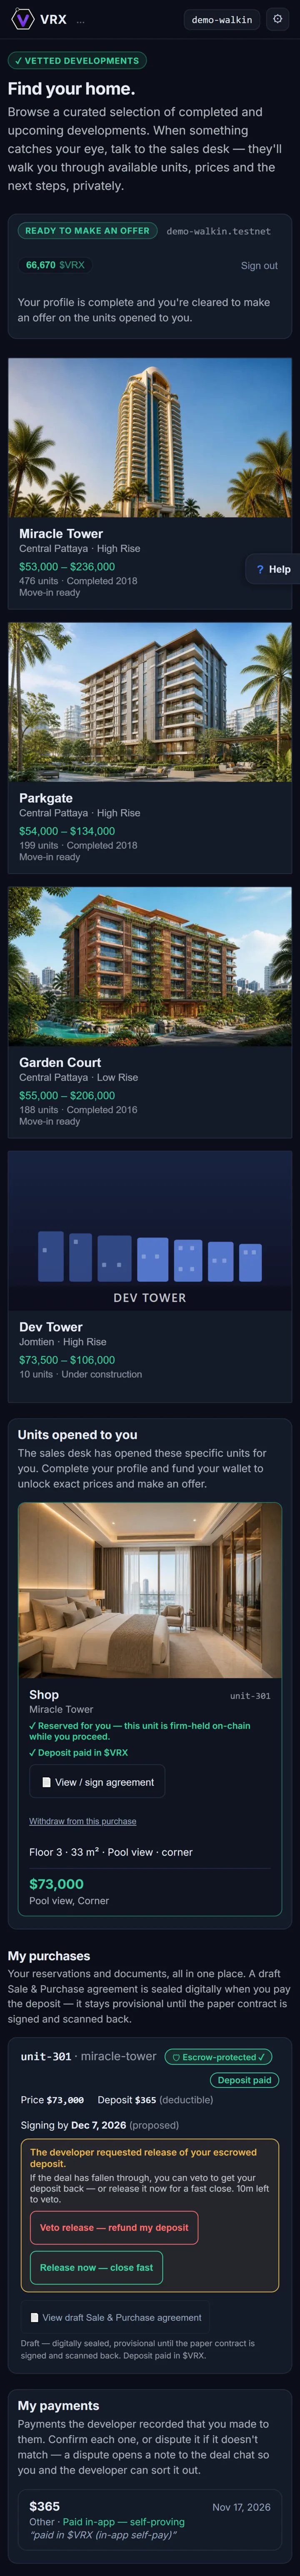 VRX ...
demo-walkin
✓ VETTED DEVELOPMENTS
Find your home.
Browse a curated selection of completed and
upcoming developments. When something
catches your eye, talk to the sales desk — they'll
walk you through available units, prices and the
next steps, privately.
READY TO MAKE AN OFFER demo-walkin.testnet
66,670 $VRX
Sign out
Your profile is complete and you're cleared to make
an offer on the units opened to you.
Miracle Tower
Central Pattaya · High Rise
$53,000 – $236,000
476 units · Completed 2018
Move-in ready
? Help
Parkgate
Central Pattaya · High Rise
$54,000 – $134,000
199 units · Completed 2018
Move-in ready
Garden Court
Central Pattaya · Low Rise
$55,000 – $206,000
188 units · Completed 2016
Move-in ready
DEV TOWER
Dev Tower
Jomtien · High Rise
$73,500 – $106,000
10 units · Under construction
Units opened to you
The sales desk has opened these specific units for
you. Complete your profile and fund your wallet to
unlock exact prices and make an offer.
Shop unit-301
Miracle Tower
✓ Reserved for you — this unit is firm-held on-chain
while you proceed.
✓ Deposit paid in $VRX
View / sign agreement
Withdraw from this purchase
Floor 3 · 33 m² · Pool view · corner
$73,000
Pool view, Corner
My purchases
Your reservations and documents, all in one place. A draft
Sale & Purchase agreement is sealed digitally when you pay
the deposit — it stays provisional until the paper contract is
signed and scanned back.
unit-301 · miracle-tower
Escrow-protected ✓
Deposit paid
Price $73,000 Deposit $365 (deductible)
Signing by Dec 7, 2026 (proposed)
The developer requested release of your escrowed
deposit.
If the deal has fallen through, you can veto to get your
deposit back — or release it now for a fast close. 10m left
to veto.
Veto release — refund my deposit
Release now — close fast
View draft Sale & Purchase agreement
Draft — digitally sealed, provisional until the paper contract is
signed and scanned back. Deposit paid in $VRX.
My payments
Payments the developer recorded that you made to
them. Confirm each one, or dispute it if it doesn't
match — a dispute opens a note to the deal chat so
you and the developer can sort it out.
$365 Nov 17, 2026
Other · Paid in-app — self-proving
"paid in $VRX (in-app self-pay)"